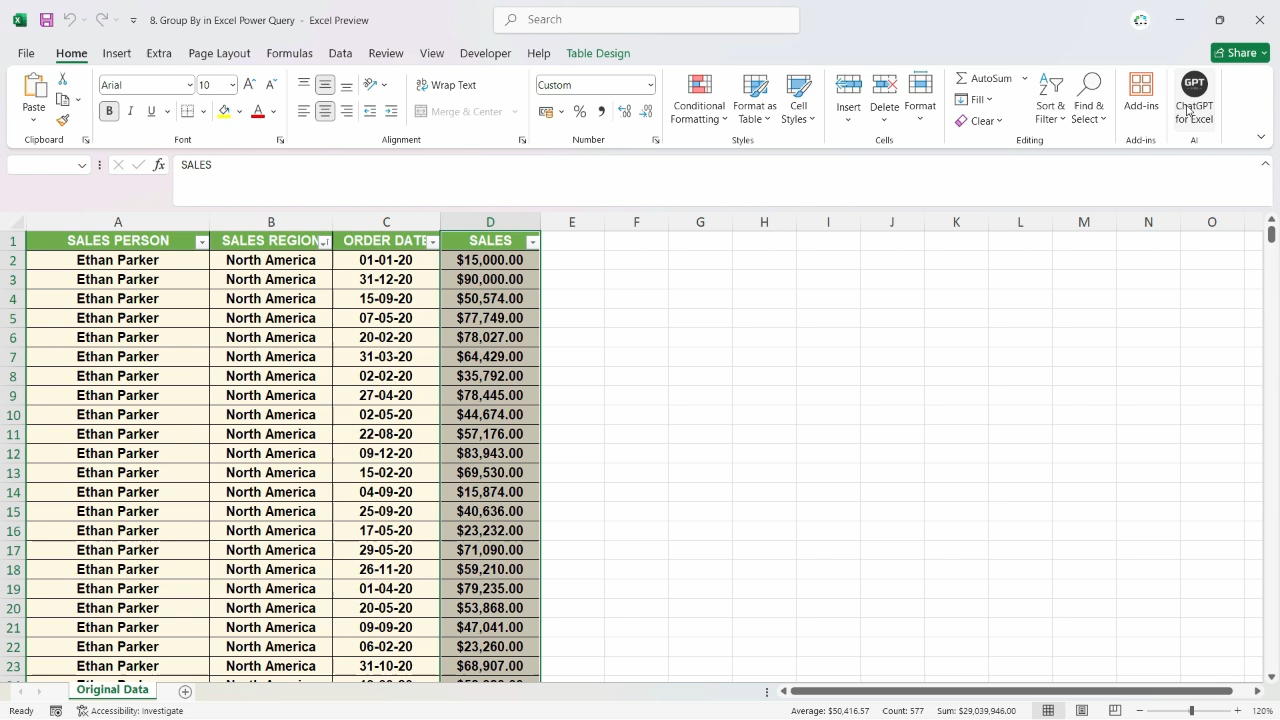 8. Group By in Excel Power Query - Excel Preview
Search
File Home Insert Extra Page Layout Formulas Data Review View Developer Help Table Design Share
Paste
Clipboard
Arial 10
B I U
Font
Wrap Text
Merge & Center
Alignment
Custom
Number
Conditional Formatting
Format as Table
Cell Styles
Styles
Insert Delete Format
Cells
AutoSum
Fill
Clear
Sort & Filter
Find & Select
Editing
Add-ins
Add-ins
GPT
ChatGPT for Excel
AI
fx SALES
A B C D E F G H I J K L M N O
1 SALES PERSON SALES REGION ORDER DATE SALES
2 Ethan Parker North America 01-01-20 $15,000.00
3 Ethan Parker North America 31-12-20 $90,000.00
4 Ethan Parker North America 15-09-20 $50,574.00
5 Ethan Parker North America 07-05-20 $77,749.00
6 Ethan Parker North America 20-02-20 $78,027.00
7 Ethan Parker North America 31-03-20 $64,429.00
8 Ethan Parker North America 02-02-20 $35,792.00
9 Ethan Parker North America 27-04-20 $78,445.00
10 Ethan Parker North America 02-05-20 $44,674.00
11 Ethan Parker North America 22-08-20 $57,176.00
12 Ethan Parker North America 09-12-20 $83,943.00
13 Ethan Parker North America 15-02-20 $69,530.00
14 Ethan Parker North America 04-09-20 $15,874.00
15 Ethan Parker North America 25-09-20 $40,636.00
16 Ethan Parker North America 17-05-20 $23,232.00
17 Ethan Parker North America 29-05-20 $71,090.00
18 Ethan Parker North America 26-11-20 $59,210.00
19 Ethan Parker North America 01-04-20 $79,235.00
20 Ethan Parker North America 20-05-20 $53,868.00
21 Ethan Parker North America 09-09-20 $47,041.00
22 Ethan Parker North America 06-02-20 $23,260.00
23 Ethan Parker North America 31-10-20 $68,907.00
Original Data
Ready Accessibility: Investigate Average: $50,416.57 Count: 577 Sum: $29,039,946.00 120%